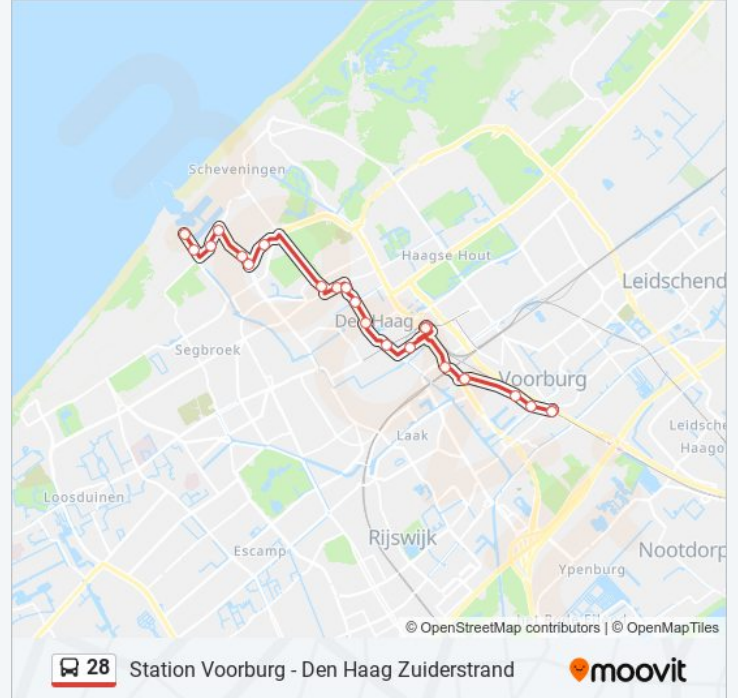 Scheveningen
Haagse Hout
Leidschend
Den Haag
Segbroek
Voorburg
Laak
Leidsche
Haago
Loosduinen
Rijswijk
Escamp
Nootdorp
Ypenburg
© OpenStreetMap contributors | © OpenMapTiles
28 Station Voorburg - Den Haag Zuiderstrand
moovit